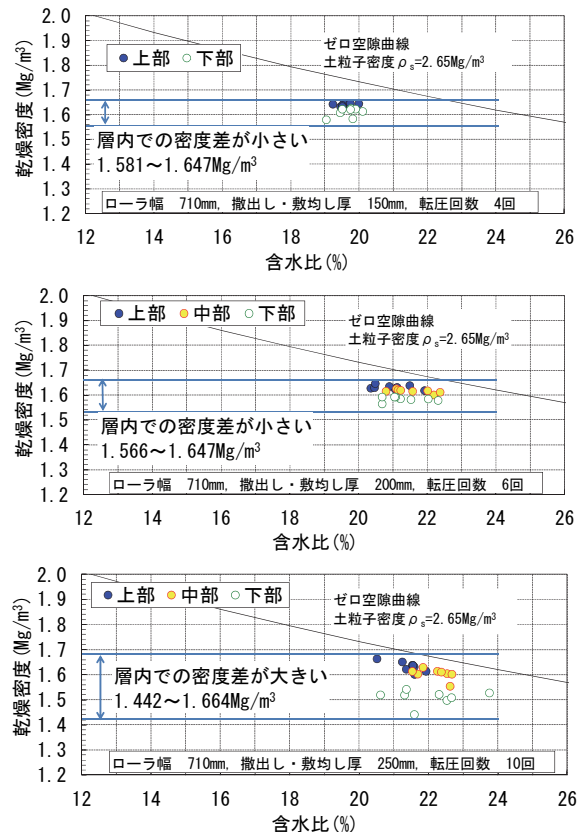 2.0
1.9
1.8
1.7
1.6
1.5
1.4
1.3
1.2
乾燥密度(Mg/m³)
● 上部 ○ 下部
ゼロ空隙曲線
土粒子密度ρs=2.65Mg/m³
層内での密度差が小さい
1.581～1.647Mg/m³
ローラ幅 710mm, 撒出し・敷均し厚 150mm, 転圧回数 4回
12 14 16 18 20 22 24 26
含水比(%)
2.0
1.9
1.8
1.7
1.6
1.5
1.4
1.3
1.2
乾燥密度(Mg/m³)
● 上部 ● 中部 ○ 下部
ゼロ空隙曲線
土粒子密度ρs=2.65Mg/m³
層内での密度差が小さい
1.566～1.647Mg/m³
ローラ幅 710mm, 撒出し・敷均し厚 200mm, 転圧回数 6回
12 14 16 18 20 22 24 26
含水比(%)
2.0
1.9
1.8
1.7
1.6
1.5
1.4
1.3
1.2
乾燥密度(Mg/m³)
● 上部 ● 中部 ○ 下部
ゼロ空隙曲線
土粒子密度ρs=2.65Mg/m³
層内での密度差が大きい
1.442～1.664Mg/m³
ローラ幅 710mm, 撒出し・敷均し厚 250mm, 転圧回数 10回
12 14 16 18 20 22 24 26
含水比(%)